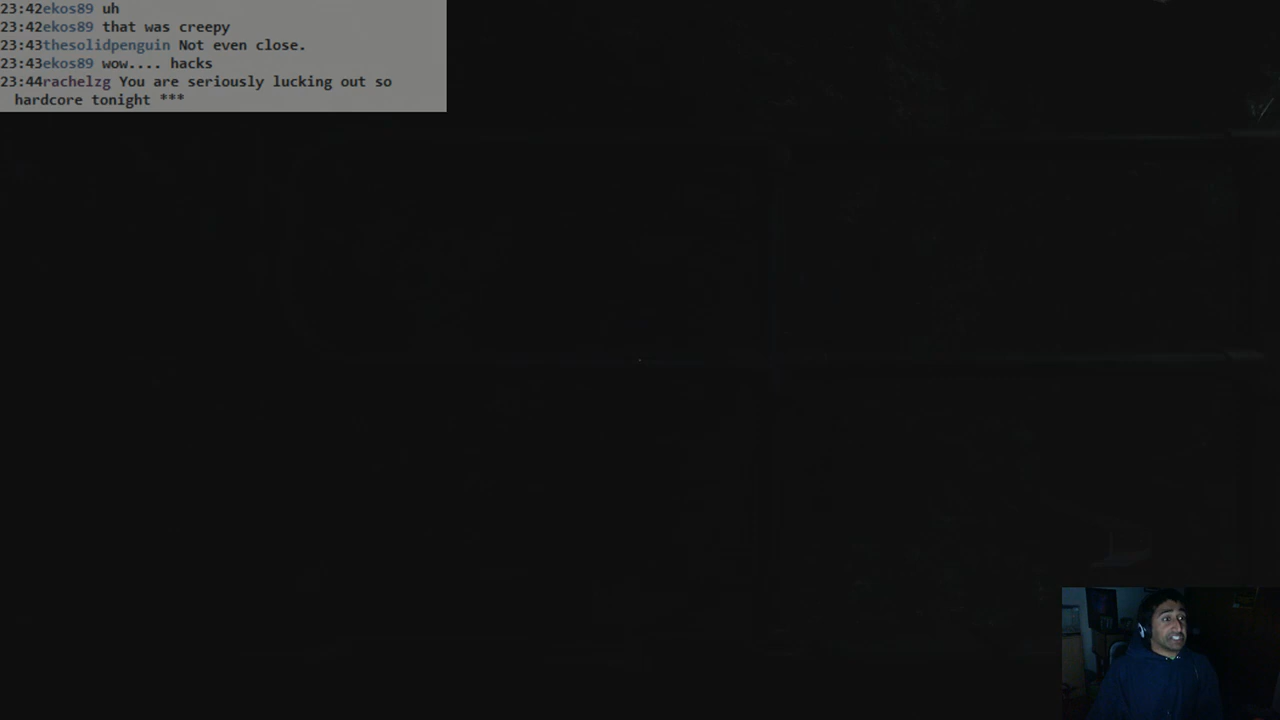 23:42ekos89 uh
23:42ekos89 that was creepy
23:43thesolidpenguin Not even close.
23:43ekos89 wow.... hacks
23:44rachelzg You are seriously lucking out so
hardcore tonight ***